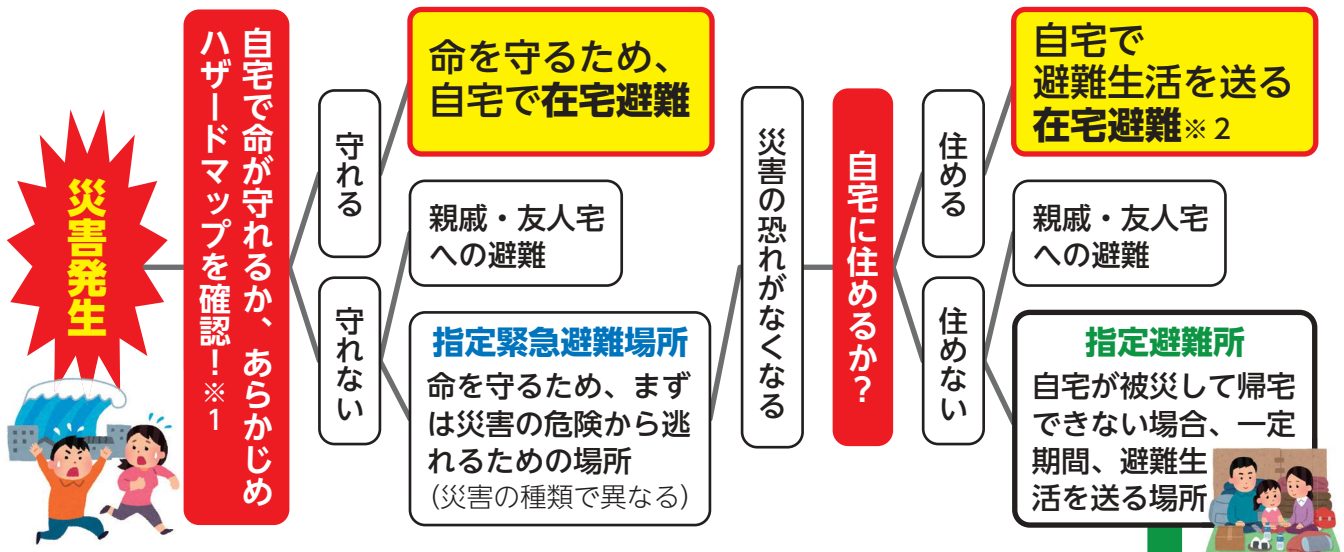 災害発生
自宅で命が守れるか、あらかじめ
ハザードマップを確認！※1
守れる
命を守るため、
自宅で在宅避難
守れない
親戚・友人宅
への避難
指定緊急避難場所
命を守るため、まず
は災害の危険から逃
れるための場所
（災害の種類で異なる）
災害の恐れがなくなる
自宅に住めるか？
住める
自宅で
避難生活を送る
在宅避難※2
住めない
親戚・友人宅
への避難
指定避難所
自宅が被災して帰宅
できない場合、一定
期間、避難生
活を送る場所